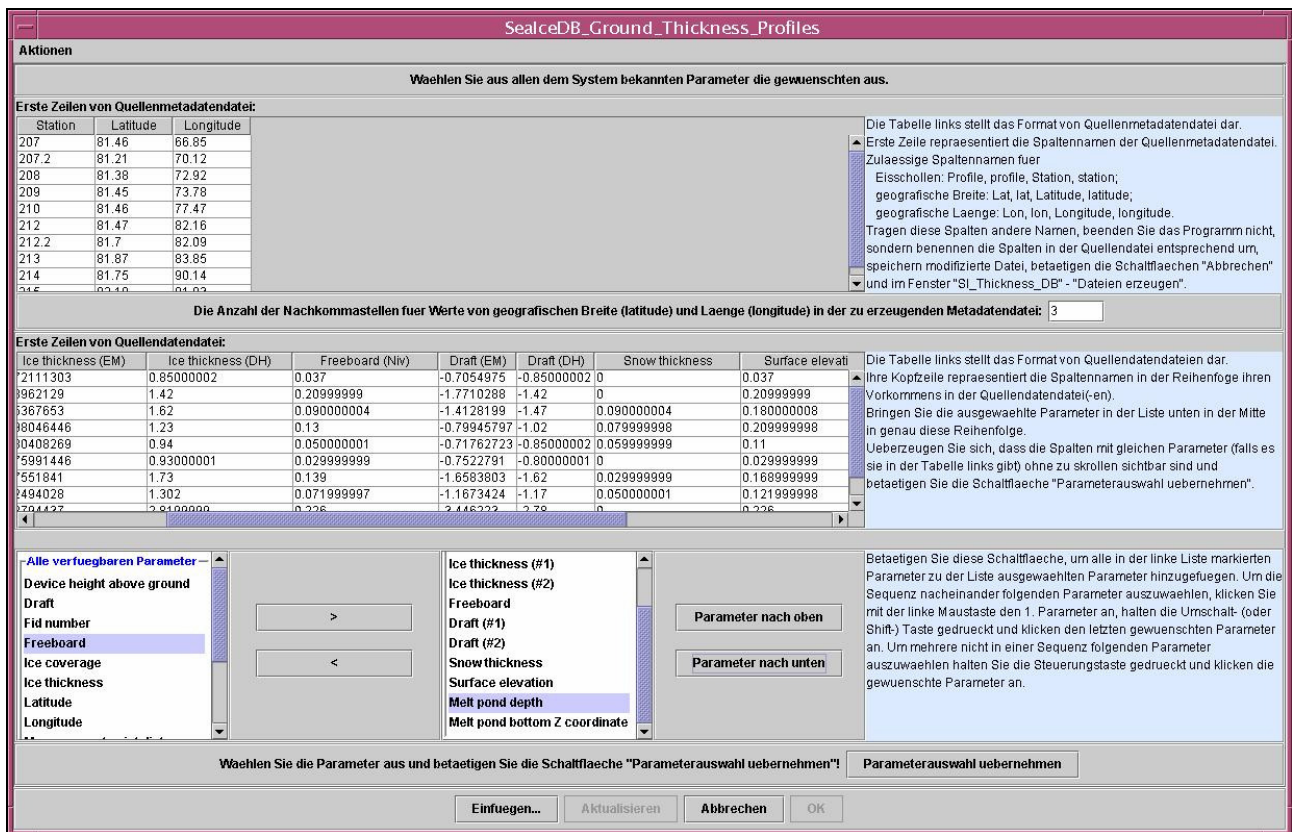 SeaIceDB_Ground_Thickness_Profiles
Aktionen
Waehlen Sie aus allen dem System bekannten Parameter die gewuenschten aus.
Erste Zeilen von Quellenmetadatendatei:
Station Latitude Longitude
207 81.46 66.85
207.2 81.21 70.12
208 81.38 72.92
209 81.45 73.78
210 81.46 77.47
212 81.47 82.16
212.2 81.7 82.09
213 81.87 83.85
214 81.75 90.14
Die Tabelle links stellt das Format von Quellenmetadatendatei dar.
Erste Zeile repraesentiert die Spaltennamen der Quellenmetadatendatei.
Zulaessige Spaltennamen fuer
Eisschollen: Profile, profile, Station, station;
geografische Breite: Lat, lat, Latitude, latitude;
geografische Laenge: Lon, lon, Longitude, longitude.
Tragen diese Spalten andere Namen, beenden Sie das Programm nicht,
sondern benennen die Spalten in der Quellendatei entsprechend um,
speichern modifizierte Datei, betaetigen die Schaltflaechen "Abbrechen"
und im Fenster "SI_Thickness_DB" - "Dateien erzeugen".
Die Anzahl der Nachkommastellen fuer Werte von geografischen Breite (latitude) und Laenge (longitude) in der zu erzeugenden Metadatendatei: 3
Erste Zeilen von Quellendatendatei:
Ice thickness (EM) Ice thickness (DH) Freeboard (Niv) Draft (EM) Draft (DH) Snow thickness Surface elevati
2111303 0.85000002 0.037 -0.7054975 -0.85000002 0 0.037
3962129 1.42 0.20999999 -1.7710288 -1.42 0 0.20999999
5367653 1.62 0.090000004 -1.4128199 -1.47 0.090000004 0.180000008
38046446 1.23 0.13 -0.79945797 -1.02 0.079999998 0.209999998
30408269 0.94 0.050000001 -0.71762723 -0.85000002 0.059999999 0.11
75991446 0.93000001 0.029999999 -0.7522791 -0.80000001 0 0.029999999
7551841 1.73 0.139 -1.6583803 -1.62 0.029999999 0.168999999
2494028 1.302 0.071999997 -1.1673424 -1.17 0.050000001 0.121999998
Die Tabelle links stellt das Format von Quellendatendateien dar.
Ihre Kopfzeile repraesentiert die Spaltennamen in der Reihenfoge ihren
Vorkommens in der Quellendatendatei(-en).
Bringen Sie die ausgewaehlte Parameter in der Liste unten in der Mitte
in genau diese Reihenfolge.
Ueberzeugen Sie sich, dass die Spalten mit gleichen Parameter (falls es
sie in der Tabelle links gibt) ohne zu skrollen sichtbar sind und
betaetigen Sie die Schaltflaeche "Parameterauswahl uebernehmen".
Alle verfuegbaren Parameter
Device height above ground
Draft
Fid number
Freeboard
Ice coverage
Ice thickness
Latitude
Longitude
>
<
Ice thickness (#1)
Ice thickness (#2)
Freeboard
Draft (#1)
Draft (#2)
Snow thickness
Surface elevation
Melt pond depth
Melt pond bottom Z coordinate
Parameter nach oben
Parameter nach unten
Betaetigen Sie diese Schaltflaeche, um alle in der linke Liste markierten
Parameter zu der Liste ausgewaehlten Parameter hinzugefuegen. Um die
Sequenz nacheinander folgenden Parameter auszuwaehlen, klicken Sie
mit der linke Maustaste den 1. Parameter an, halten die Umschalt- (oder
Shift-) Taste gedrueckt und klicken den letzten gewuenschten Parameter
an. Um mehrere nicht in einer Sequenz folgenden Parameter
auszuwaehlen halten Sie die Steuerungstaste gedrueckt und klicken die
gewuenschte Parameter an.
Waehlen Sie die Parameter aus und betaetigen Sie die Schaltflaeche "Parameterauswahl uebernehmen"! Parameterauswahl uebernehmen
Einfuegen... Aktualisieren Abbrechen OK